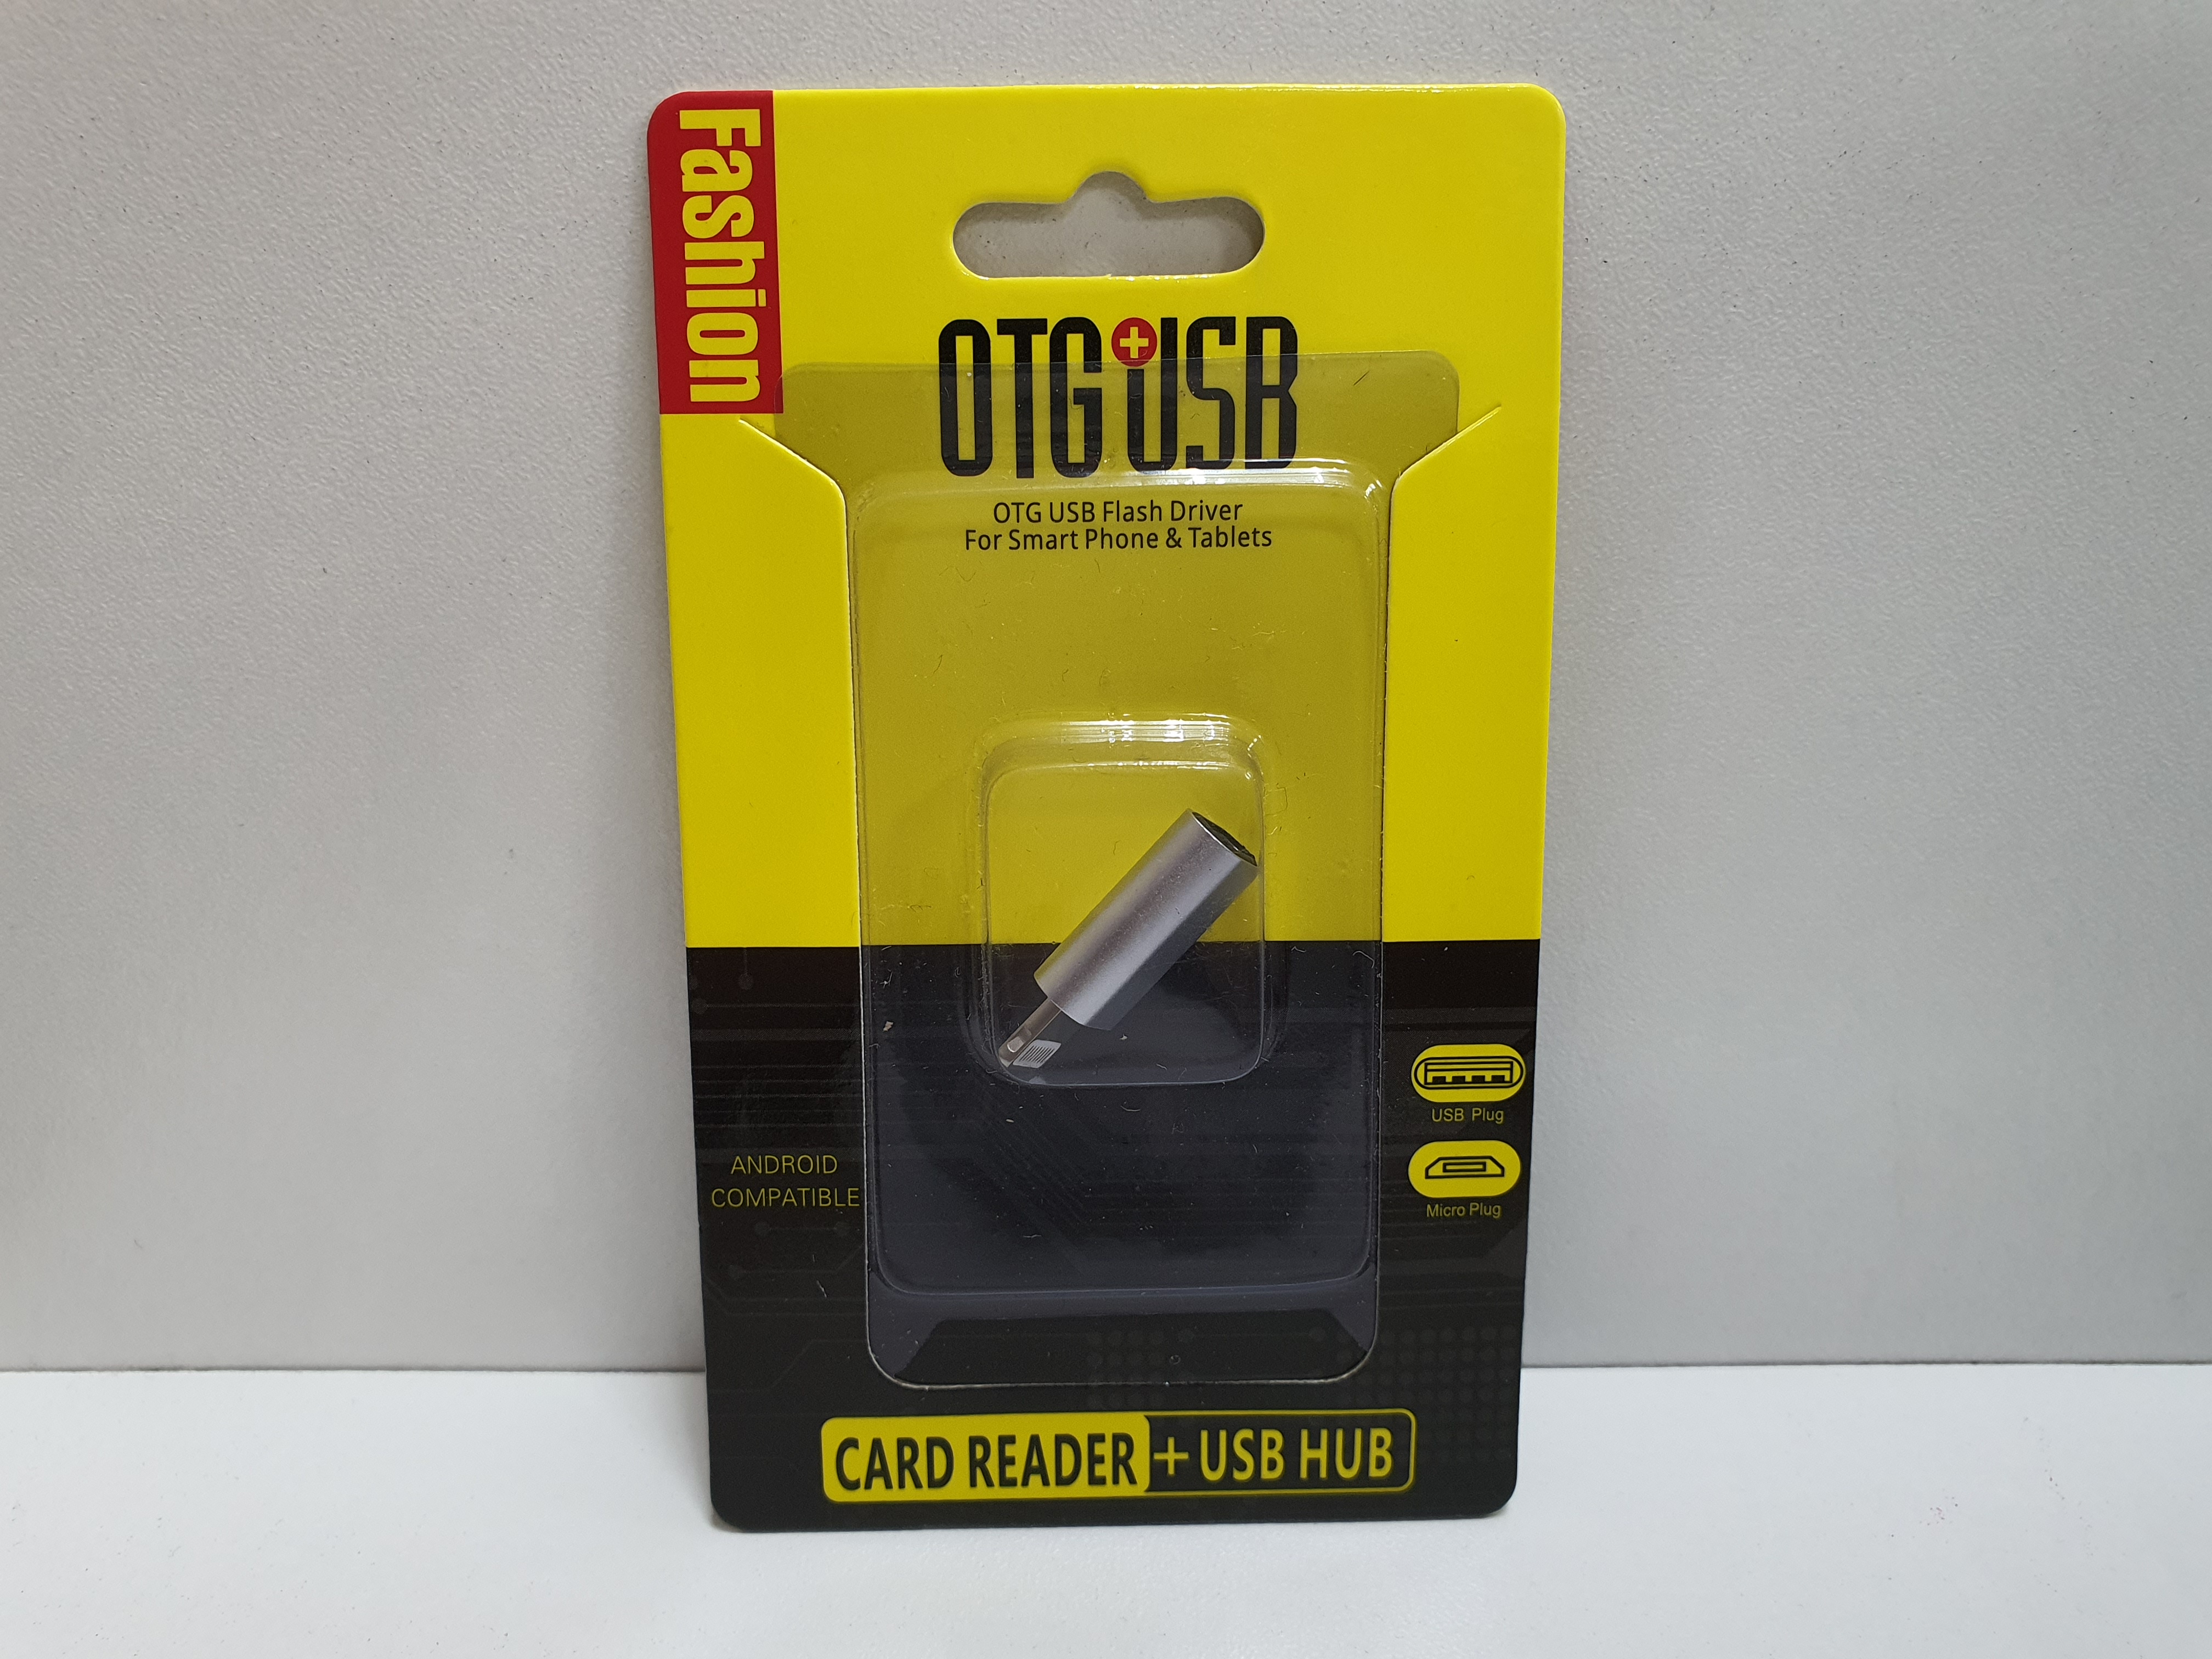 Fashion
OTG+USB
OTG USB Flash Driver
For Smart Phone & Tablets
USB Plug
Micro Plug
ANDROID
COMPATIBLE
CARD READER + USB HUB